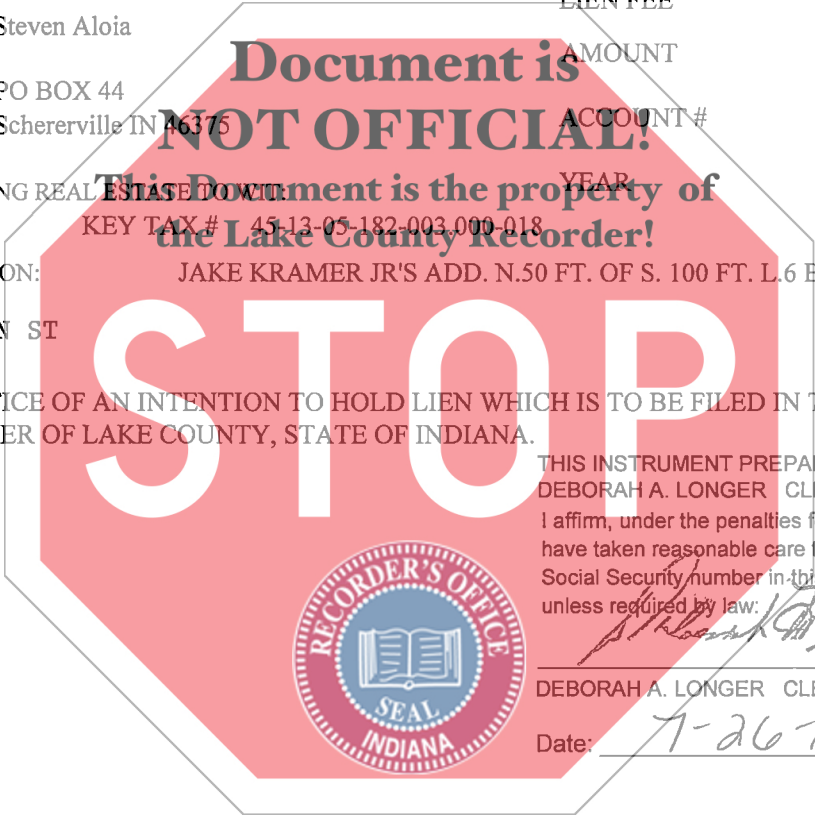 LIEN FEE
Steven Aloia
AMOUNT
Document is
PO BOX 44
Schererville IN 46375
NOT OFFICIAL!
ACCOUNT #
NG REAL ESTATE TO WIT:
YEAR
This Document is the property of
KEY TAX # 45-13-05-182-003.000-018
the Lake County Recorder!
ON: JAKE KRAMER JR'S ADD. N.50 FT. OF S. 100 FT. L.6 B
N ST
STOP
ICE OF AN INTENTION TO HOLD LIEN WHICH IS TO BE FILED IN T
ER OF LAKE COUNTY, STATE OF INDIANA.
THIS INSTRUMENT PREPA
DEBORAH A. LONGER CLE
I affirm, under the penalties f
have taken reasonable care t
Social Security number in thi
unless required by law:
RECORDER'S OFFICE
SEAL
INDIANA
DEBORAH A. LONGER CLE
Date: 7-26-